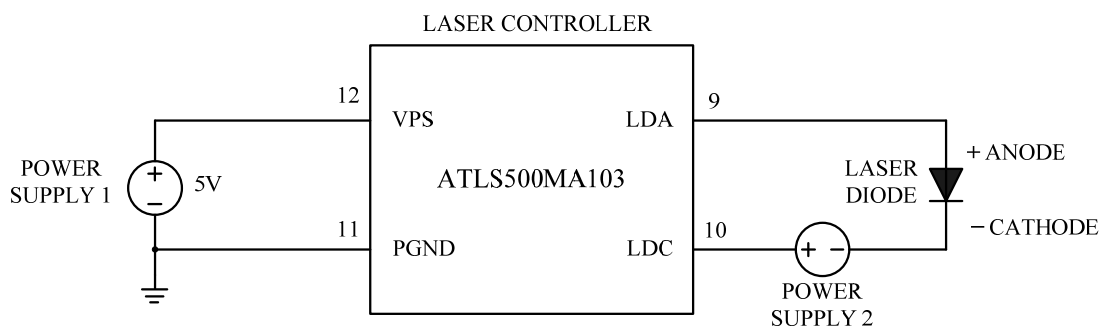 LASER CONTROLLER
12
9
VPS
LDA
POWER
SUPPLY 1
+
−
5V
ATLS500MA103
LASER
DIODE
+ ANODE
− CATHODE
11
10
PGND
LDC
+ −
POWER
SUPPLY 2